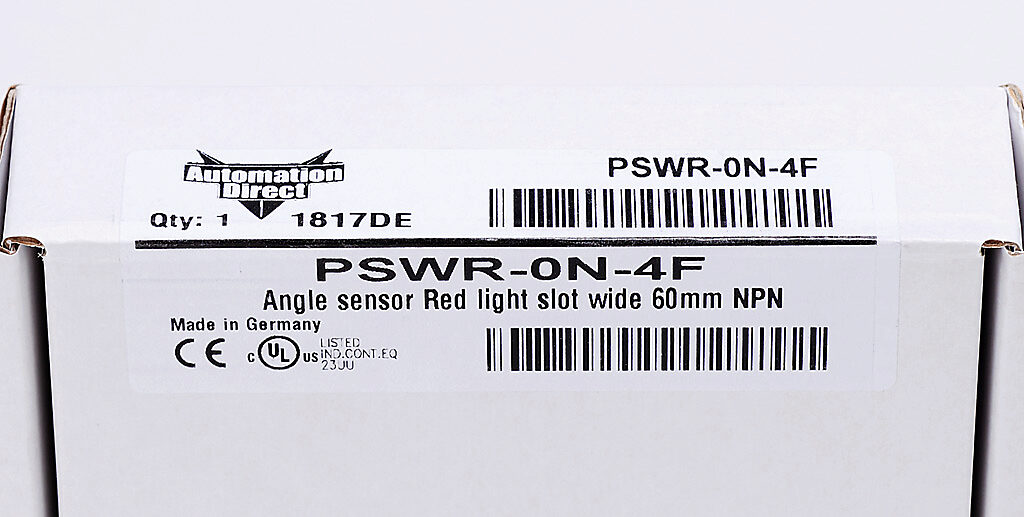 Automation
Direct
PSWR-0N-4F
Qty: 1 1817DE
PSWR-0N-4F
Angle sensor Red light slot wide 60mm NPN
Made in Germany
CE c UL us LISTED
IND.CONT.EQ
23UU